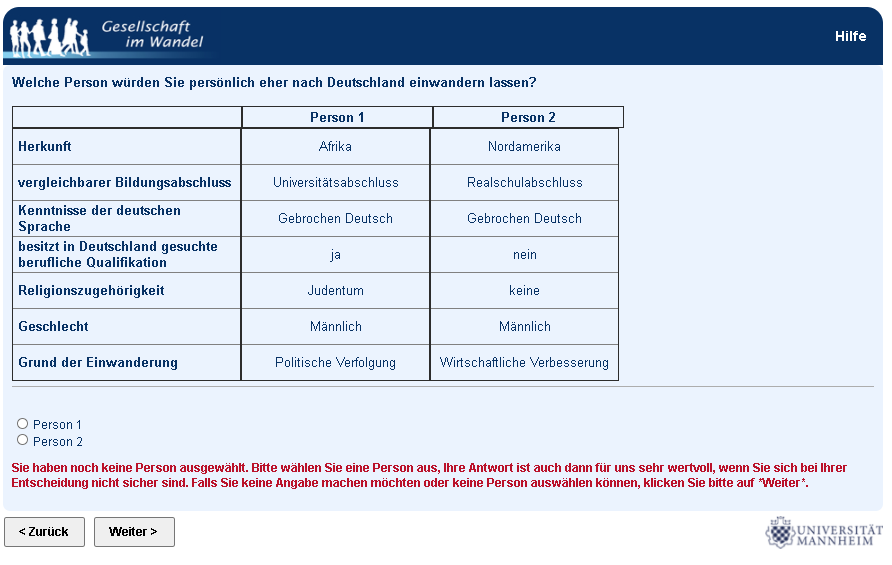 Gesellschaft
im Wandel
Hilfe
Welche Person würden Sie persönlich eher nach Deutschland einwandern lassen?
Person 1 Person 2
Herkunft Afrika Nordamerika
vergleichbarer Bildungsabschluss Universitätsabschluss Realschulabschluss
Kenntnisse der deutschen
Sprache Gebrochen Deutsch Gebrochen Deutsch
besitzt in Deutschland gesuchte
berufliche Qualifikation ja nein
Religionszugehörigkeit Judentum keine
Geschlecht Männlich Männlich
Grund der Einwanderung Politische Verfolgung Wirtschaftliche Verbesserung
Person 1
Person 2
Sie haben noch keine Person ausgewählt. Bitte wählen Sie eine Person aus, Ihre Antwort ist auch dann für uns sehr wertvoll, wenn Sie sich bei Ihrer
Entscheidung nicht sicher sind. Falls Sie keine Angabe machen möchten oder keine Person auswählen können, klicken Sie bitte auf "Weiter".
< Zurück Weiter >
UNIVERSITÄT
MANNHEIM